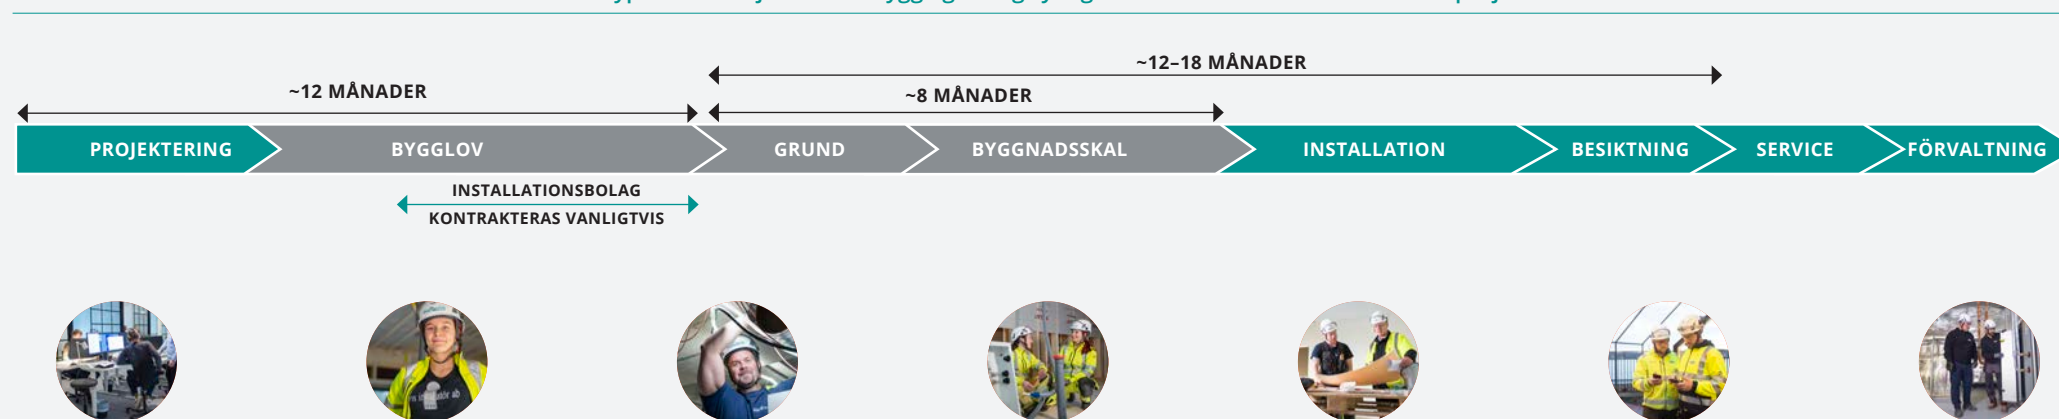 ~12–18 MÅNADER
~12 MÅNADER
~8 MÅNADER
PROJEKTERING
BYGGLOV
GRUND
BYGGNADSSKAL
INSTALLATION
BESIKTNING
SERVICE
FÖRVALTNING
INSTALLATIONSBOLAG
KONTRAKTERAS VANLIGTVIS